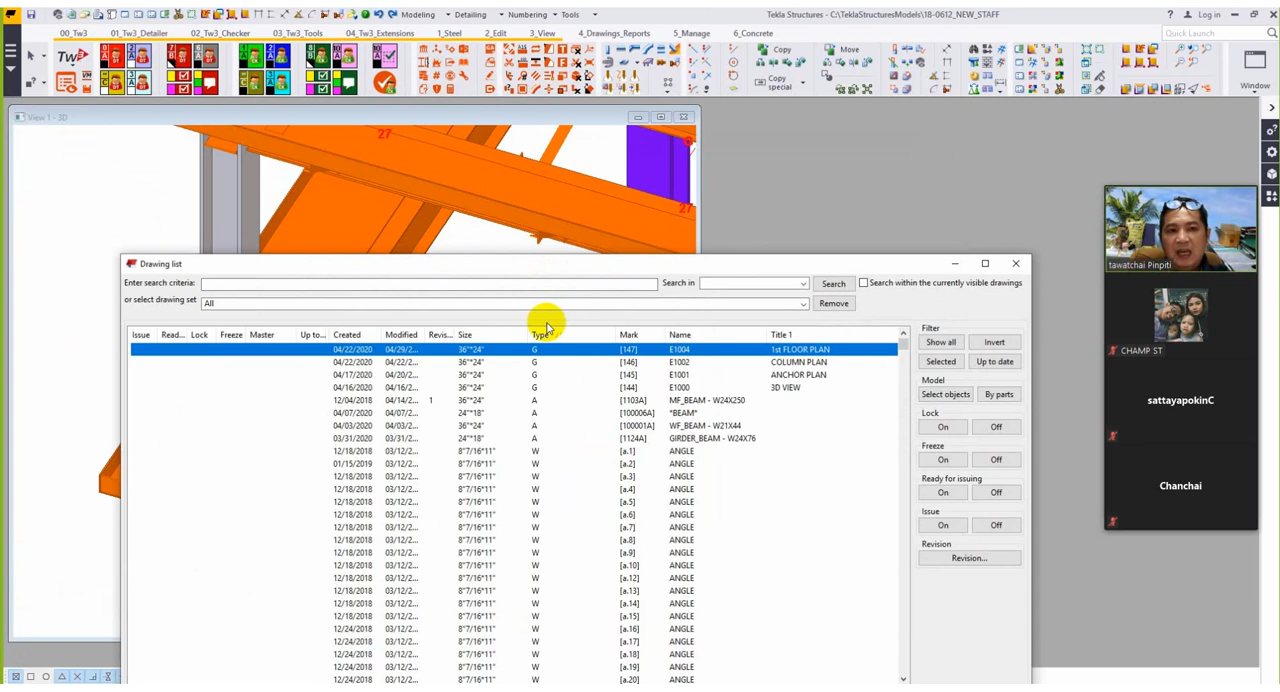 Modeling Detailing Numbering Tools
Tekla Structures - C:\TeklaStructuresModels\18-0612_NEW_STAFF
Log in
00_Tw3 01_Tw3_Detailer 02_Tw3_Checker 03_Tw3_Tools 04_Tw3_Extensions 1_Steel 2_Edit 3_View 4_Drawings_Reports 5_Manage 6_Concrete
Quick Launch
Copy
Move
Copy special
Window
View 1 - 3D
27
27
tawatchai Pinpiti
CHAMP ST
sattayapokinC
Chanchai
Drawing list
Enter search criteria: Search in Search Search within the currently visible drawings
or select drawing set All Remove
Issue Read... Lock Freeze Master Up to... Created Modified Revis... Size Type Mark Name Title 1
04/22/2020 04/29/2... 36"*24" G [147] E1004 1st FLOOR PLAN
04/22/2020 04/22/2... 36"*24" G [146] E1002 COLUMN PLAN
04/17/2020 04/17/2... 36"*24" G [145] E1001 ANCHOR PLAN
04/16/2020 04/16/2... 36"*24" G [144] E1000 3D VIEW
12/04/2018 04/14/2... 1 36"*24" A [1103A] MF_BEAM - W24X250
04/07/2020 04/07/2... 24"*18" A [100006A] *BEAM*
04/03/2020 04/03/2... 36"*24" A [100001A] WF_BEAM - W21X44
03/31/2020 03/31/2... 24"*18" A [1124A] GIRDER_BEAM - W24X76
12/18/2018 03/12/2... 8"7/16*11" W [a.1] ANGLE
01/15/2019 03/12/2... 8"7/16*11" W [a.2] ANGLE
12/18/2018 03/12/2... 8"7/16*11" W [a.3] ANGLE
12/18/2018 03/12/2... 8"7/16*11" W [a.4] ANGLE
12/18/2018 03/12/2... 8"7/16*11" W [a.5] ANGLE
12/18/2018 03/12/2... 8"7/16*11" W [a.6] ANGLE
12/18/2018 03/12/2... 8"7/16*11" W [a.7] ANGLE
12/18/2018 03/12/2... 8"7/16*11" W [a.8] ANGLE
12/18/2018 03/12/2... 8"7/16*11" W [a.9] ANGLE
12/18/2018 03/12/2... 8"7/16*11" W [a.10] ANGLE
12/18/2018 03/12/2... 8"7/16*11" W [a.12] ANGLE
12/18/2018 03/12/2... 8"7/16*11" W [a.13] ANGLE
12/18/2018 03/12/2... 8"7/16*11" W [a.14] ANGLE
12/18/2018 03/12/2... 8"7/16*11" W [a.15] ANGLE
12/24/2018 03/12/2... 8"7/16*11" W [a.16] ANGLE
12/24/2018 03/12/2... 8"7/16*11" W [a.17] ANGLE
12/24/2018 03/12/2... 8"7/16*11" W [a.18] ANGLE
12/24/2018 03/12/2... 8"7/16*11" W [a.19] ANGLE
12/24/2018 03/12/2... 8"7/16*11" W [a.20] ANGLE
Filter
Show all Invert
Selected Up to date
Model
Select objects By parts
Lock
On Off
Freeze
On Off
Ready for issuing
On Off
Issue
On Off
Revision
Revision...